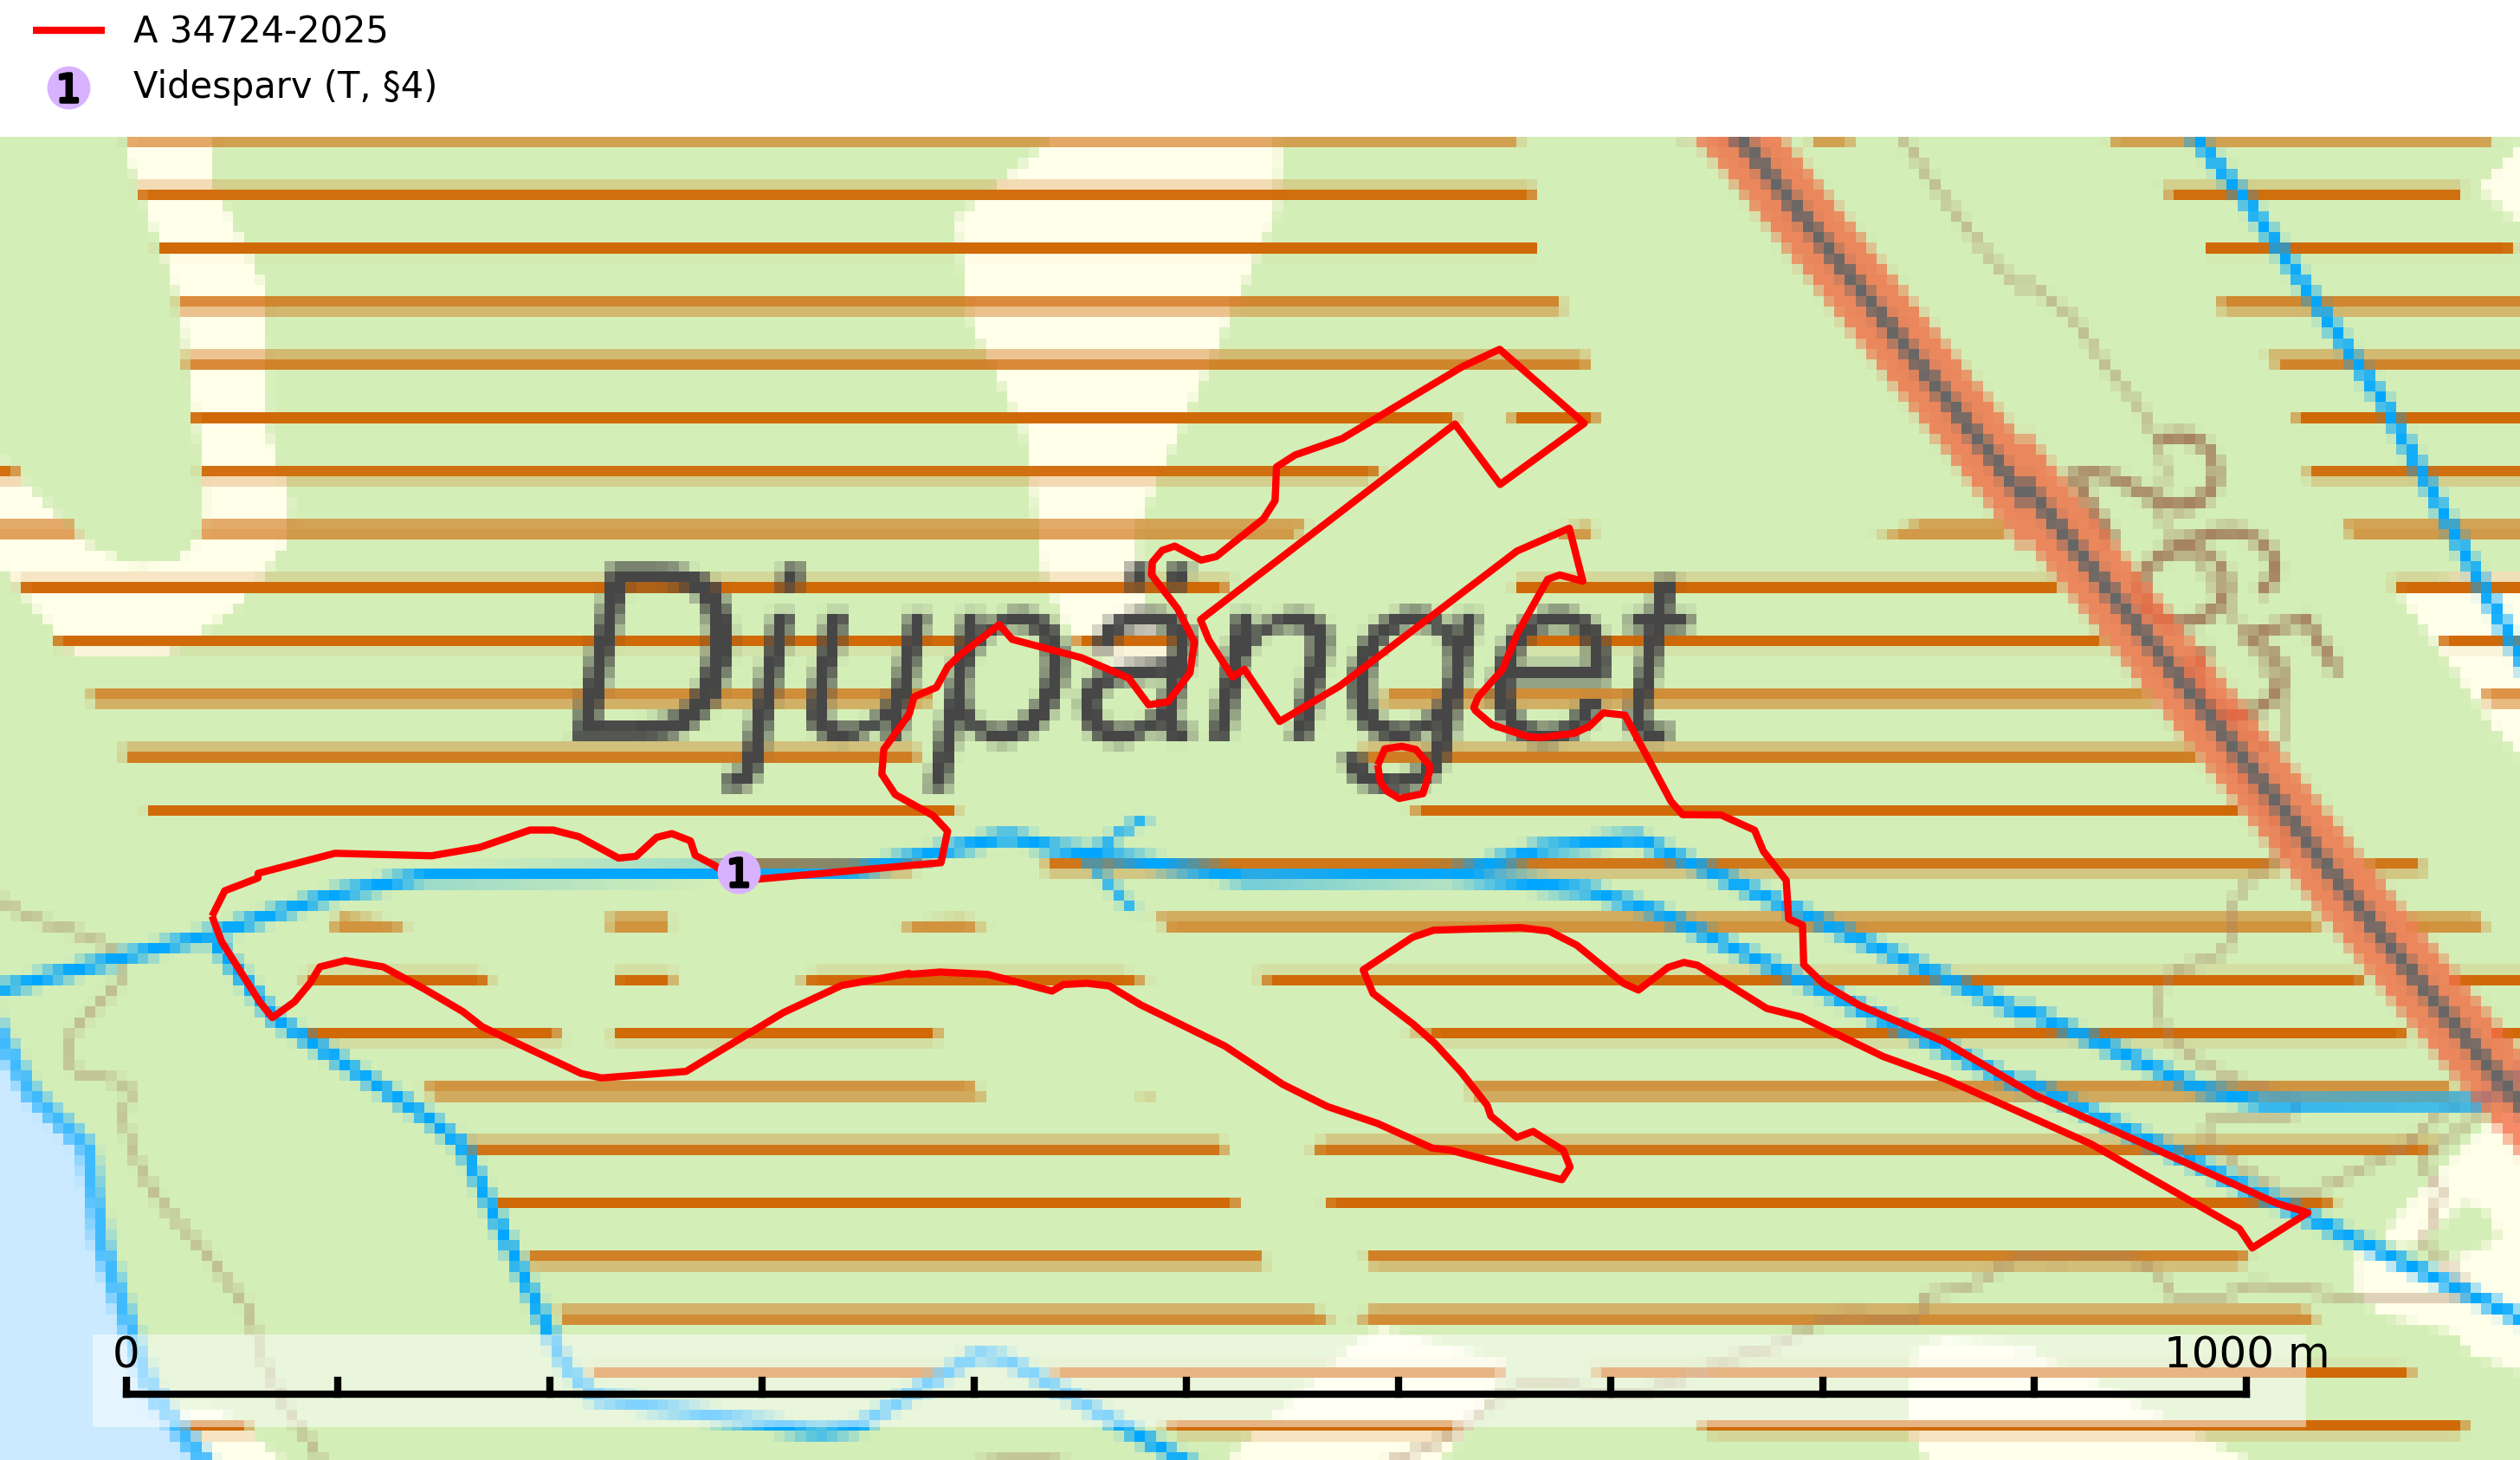 A 34724-2025
1 Videsparv (T, §4)
Djupänget
1
0 1000 m